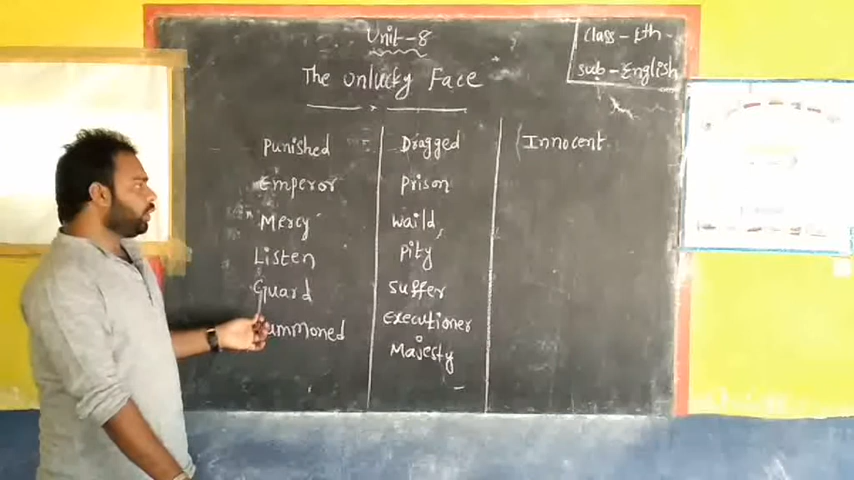 Unit-8
Class - 6th
Sub - English
The unlucky Face
Punished
Emperor
Mercy
Listen
Guard
Summoned
Dragged
Prison
waild
Pity
Suffer
Executioner
Majesty
Innocent